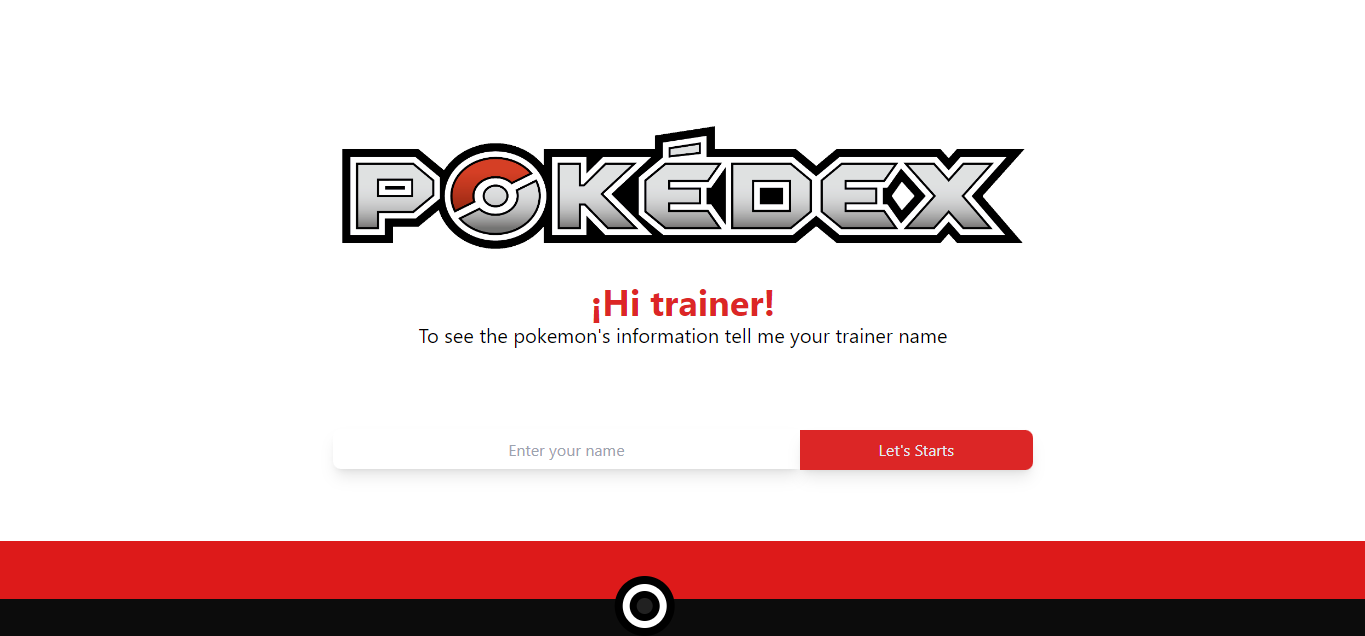 POKÉDEX
¡Hi trainer!
To see the pokemon's information tell me your trainer name
Enter your name
Let's Starts